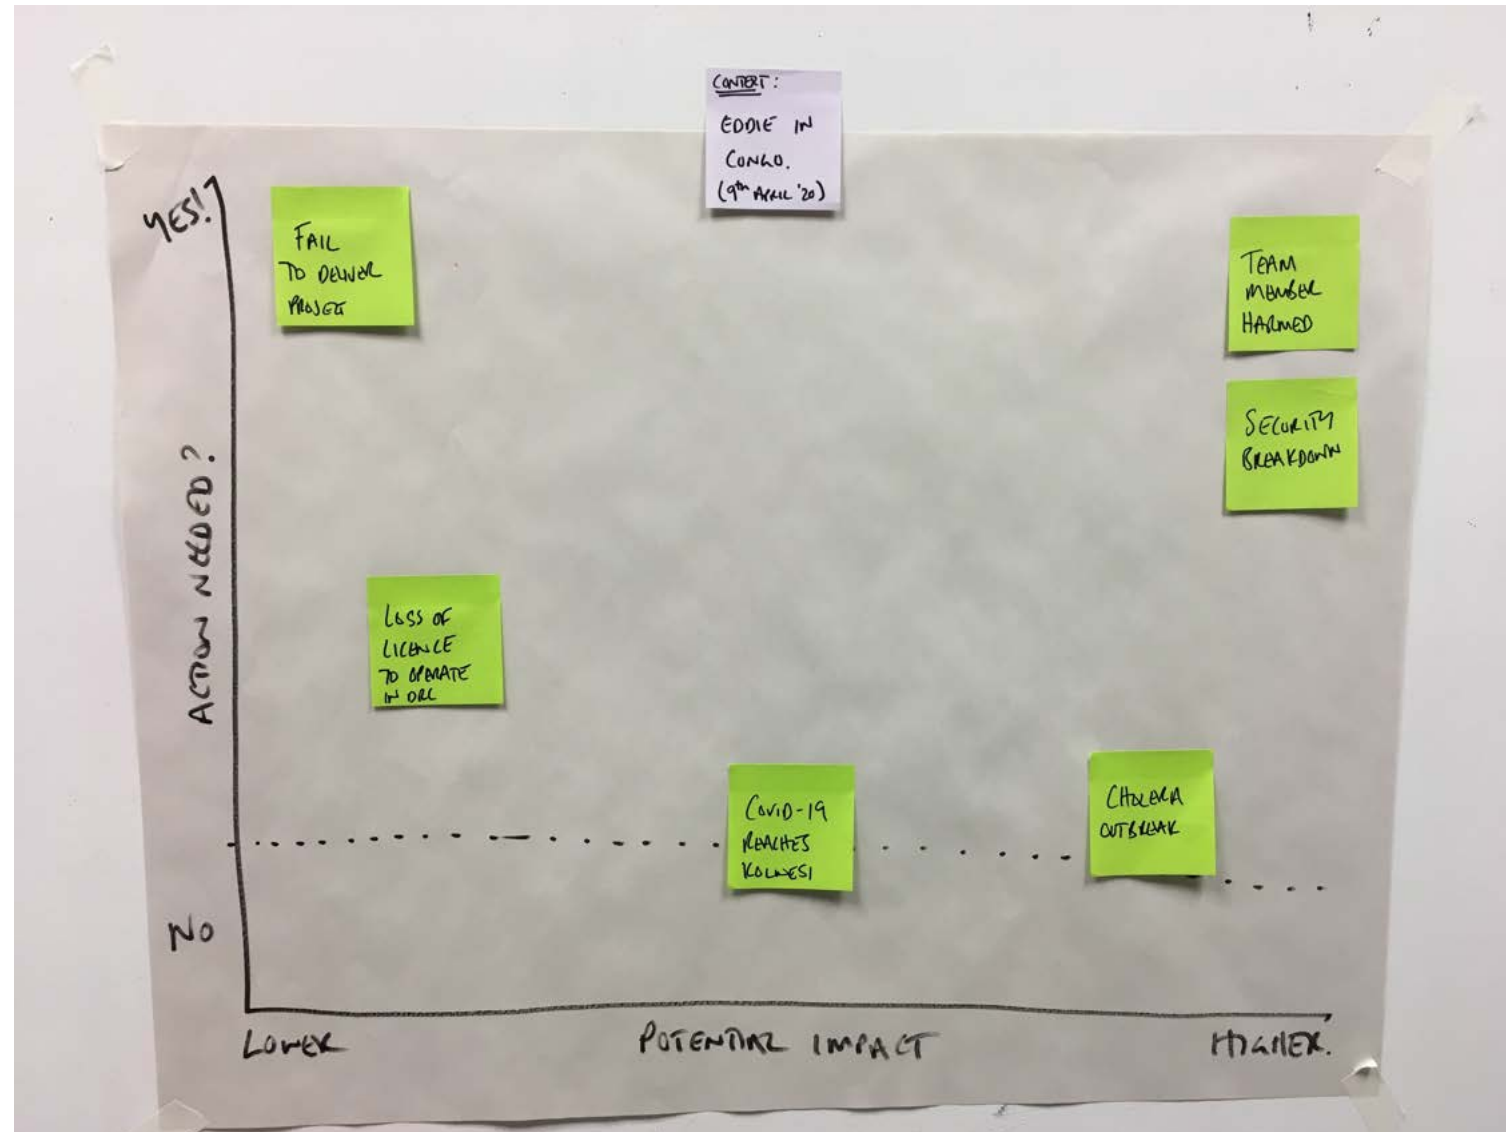 CONTEXT:
EDDIE IN
CONGO.
(9th APRIL '20)
YES!
FAIL
TO DELIVER
PROJECT
TEAM
MEMBER
HARMED
SECURITY
BREAKDOWN
ACTION NEEDED?
LOSS OF
LICENCE
TO OPERATE
IN DRC
COVID-19
REACHES
KOLWESI
CHOLERA
OUTBREAK
NO
LOWER
POTENTIAL IMPACT
HIGHER.